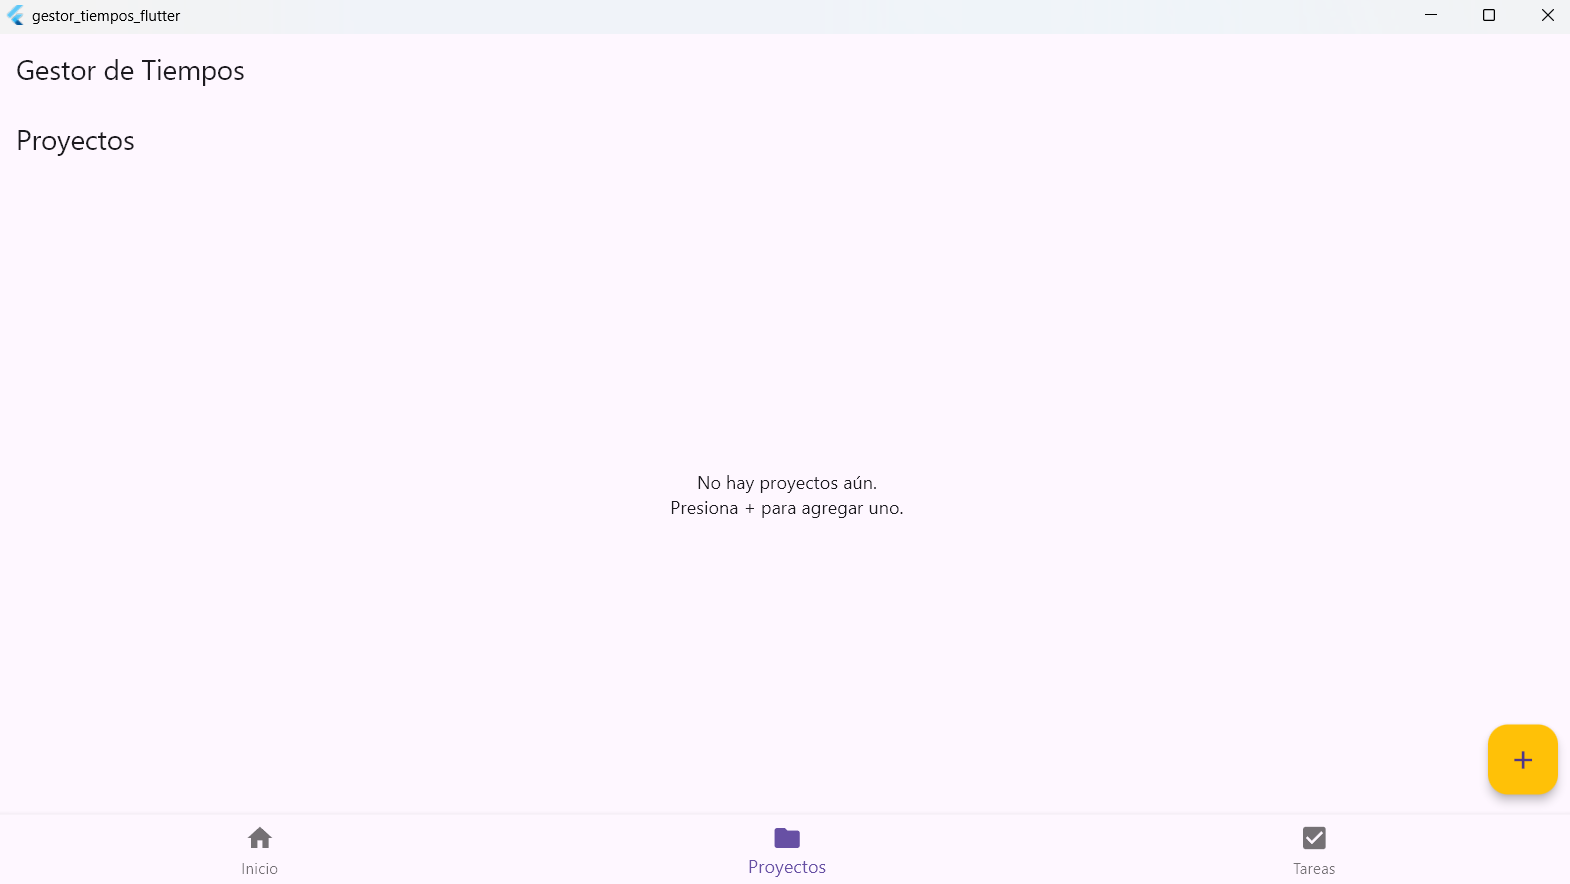 gestor_tiempos_flutter
Gestor de Tiempos
Proyectos
No hay proyectos aún.
Presiona + para agregar uno.
+
Inicio
Proyectos
Tareas